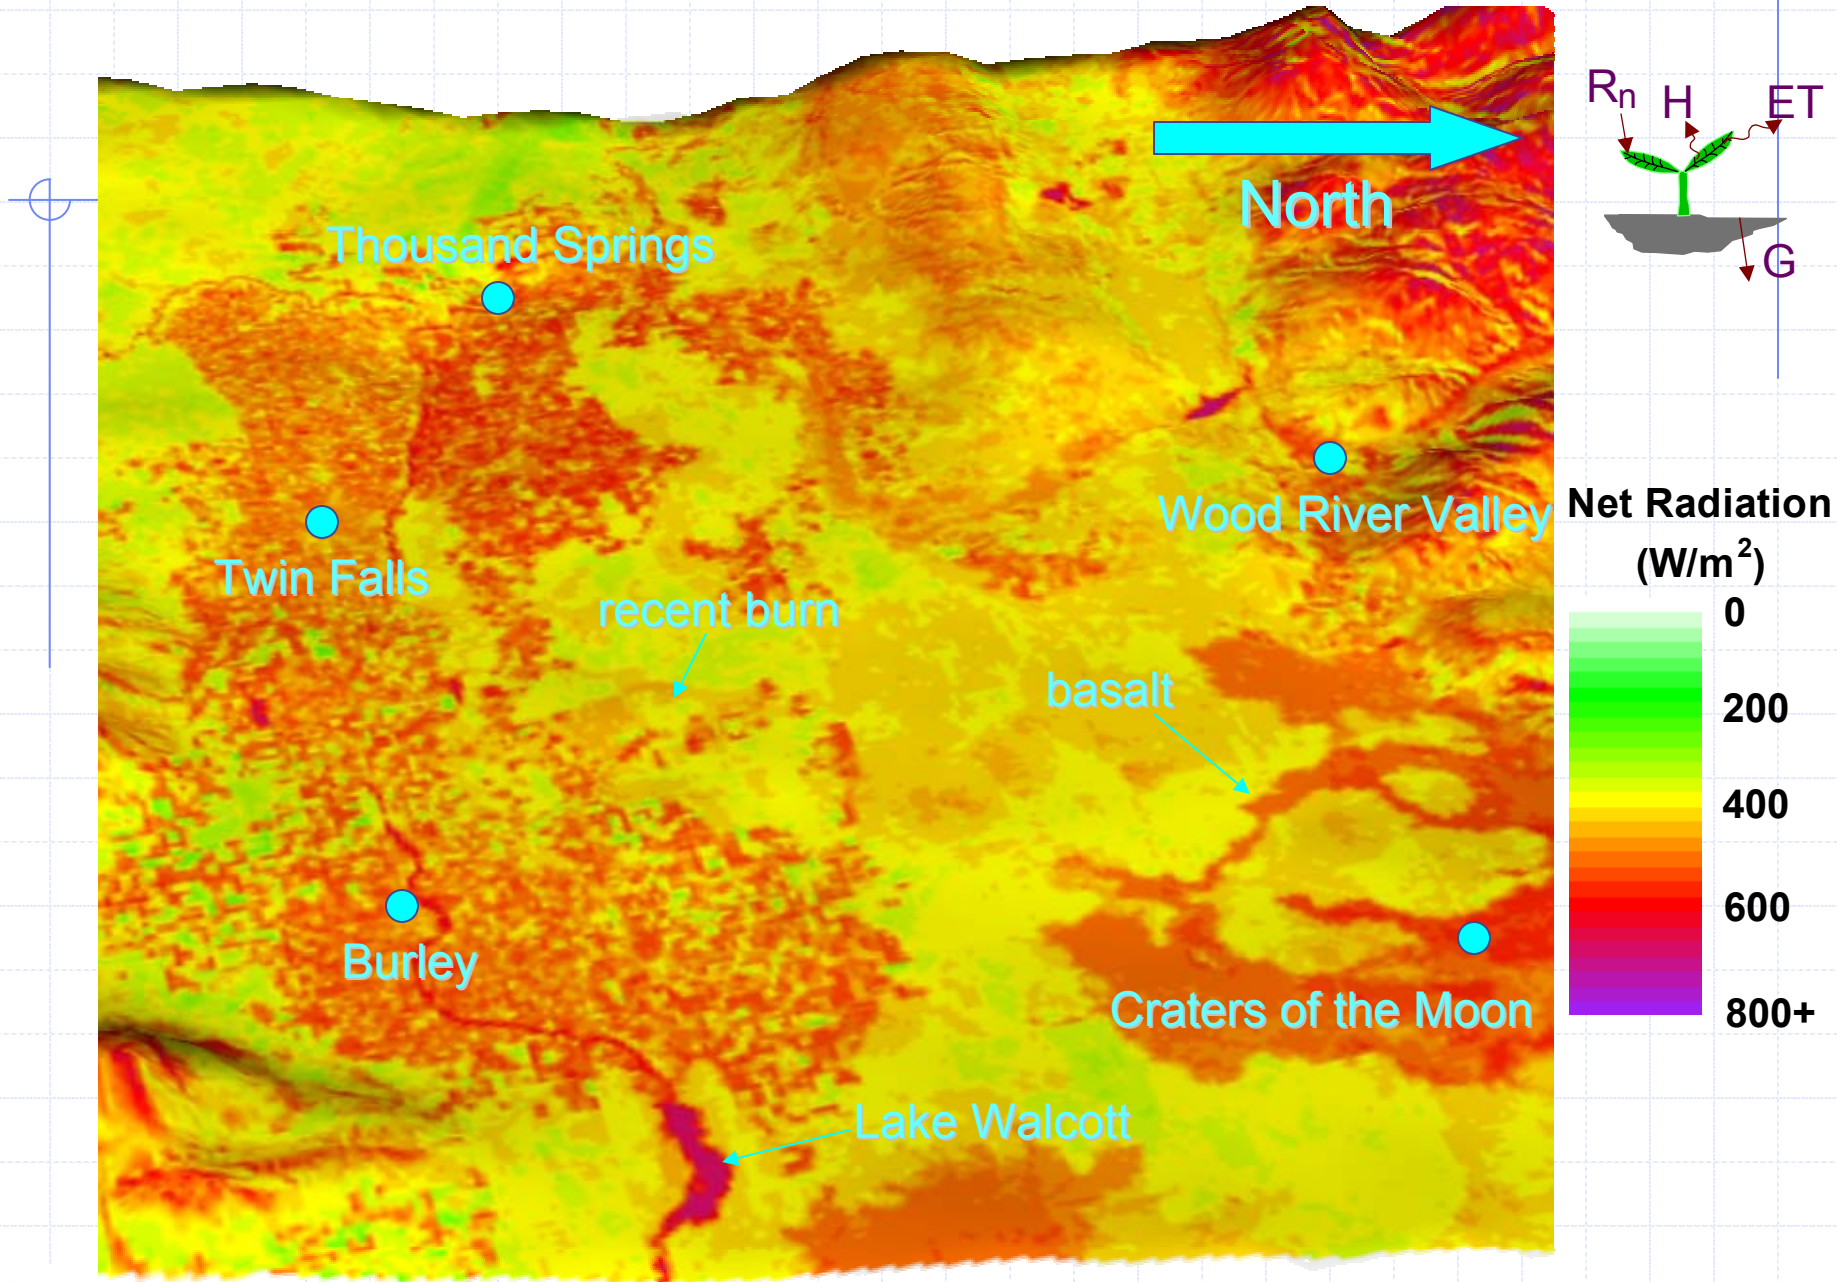 R n H ET
North
G
Thousand Springs
Wood River Valley
Net Radiation
(W/m²)
Twin Falls
recent burn
0
basalt
200
400
600
Burley
Craters of the Moon
800+
Lake Walcott